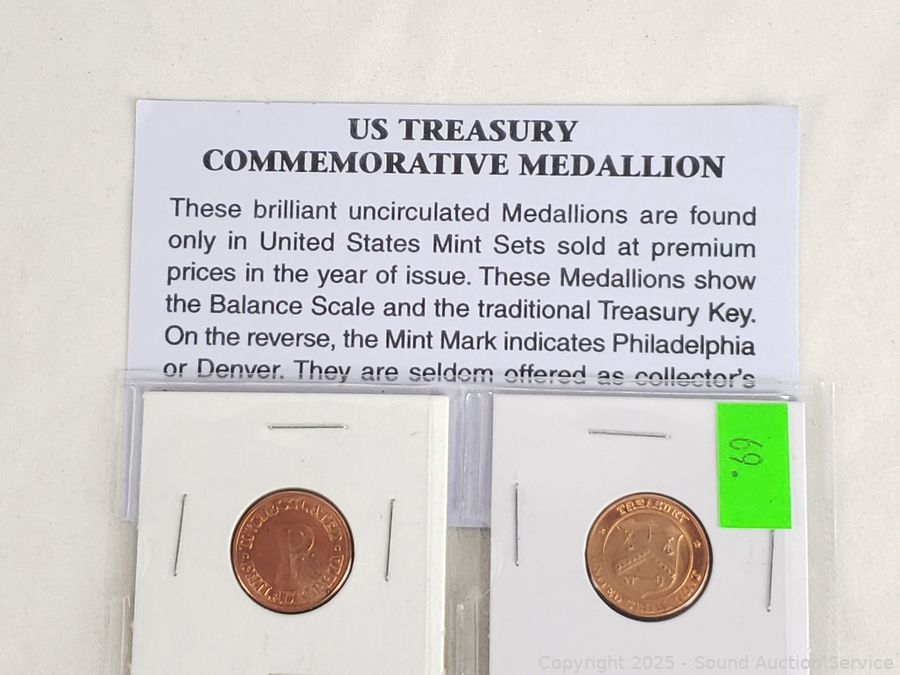 US TREASURY
COMMEMORATIVE MEDALLION
These brilliant uncirculated Medallions are found
only in United States Mint Sets sold at premium
prices in the year of issue. These Medallions show
the Balance Scale and the traditional Treasury Key.
On the reverse, the Mint Mark indicates Philadelphia
or Denver. They are seldom offered as collector's
69.
UNCIRCULATED
P
PHILADELPHIA
TREASURY
Copyright 2025 - Sound Auction Service